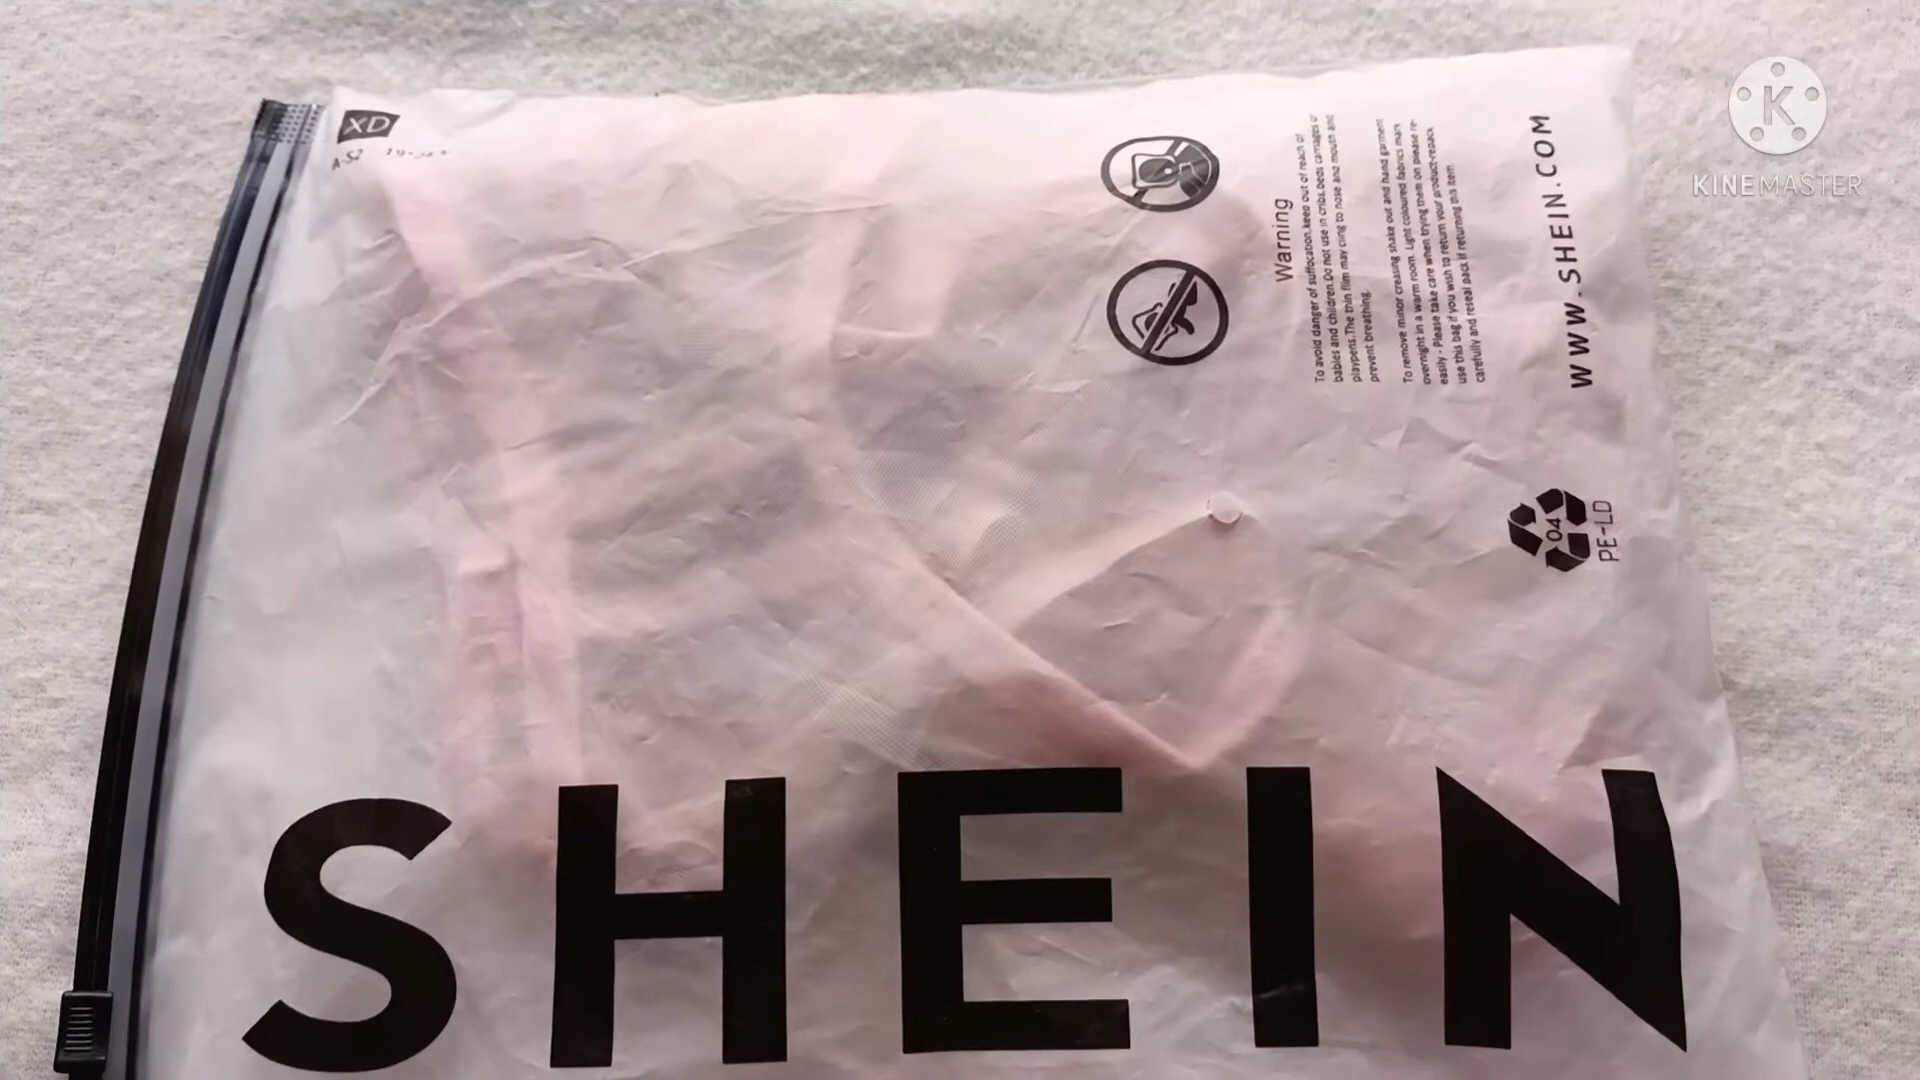 XD
KINEMASTER
Warning
To avoid danger of suffocation,keep out of reach of
babies and children.Do not use in cribs,beds carriages or
playpens.The thin film may cling to nose and mouth and
prevent breathing.
To remove minor creasing shake out and hand garment
overnight in a warm room. Light coloured fabrics mark
easily - Please take care when trying them on please re-
use this bag if you wish to return your product-repack
carefully and reseal pack if returning this item
WWW.SHEIN.COM
04
PE-LD
SHEIN